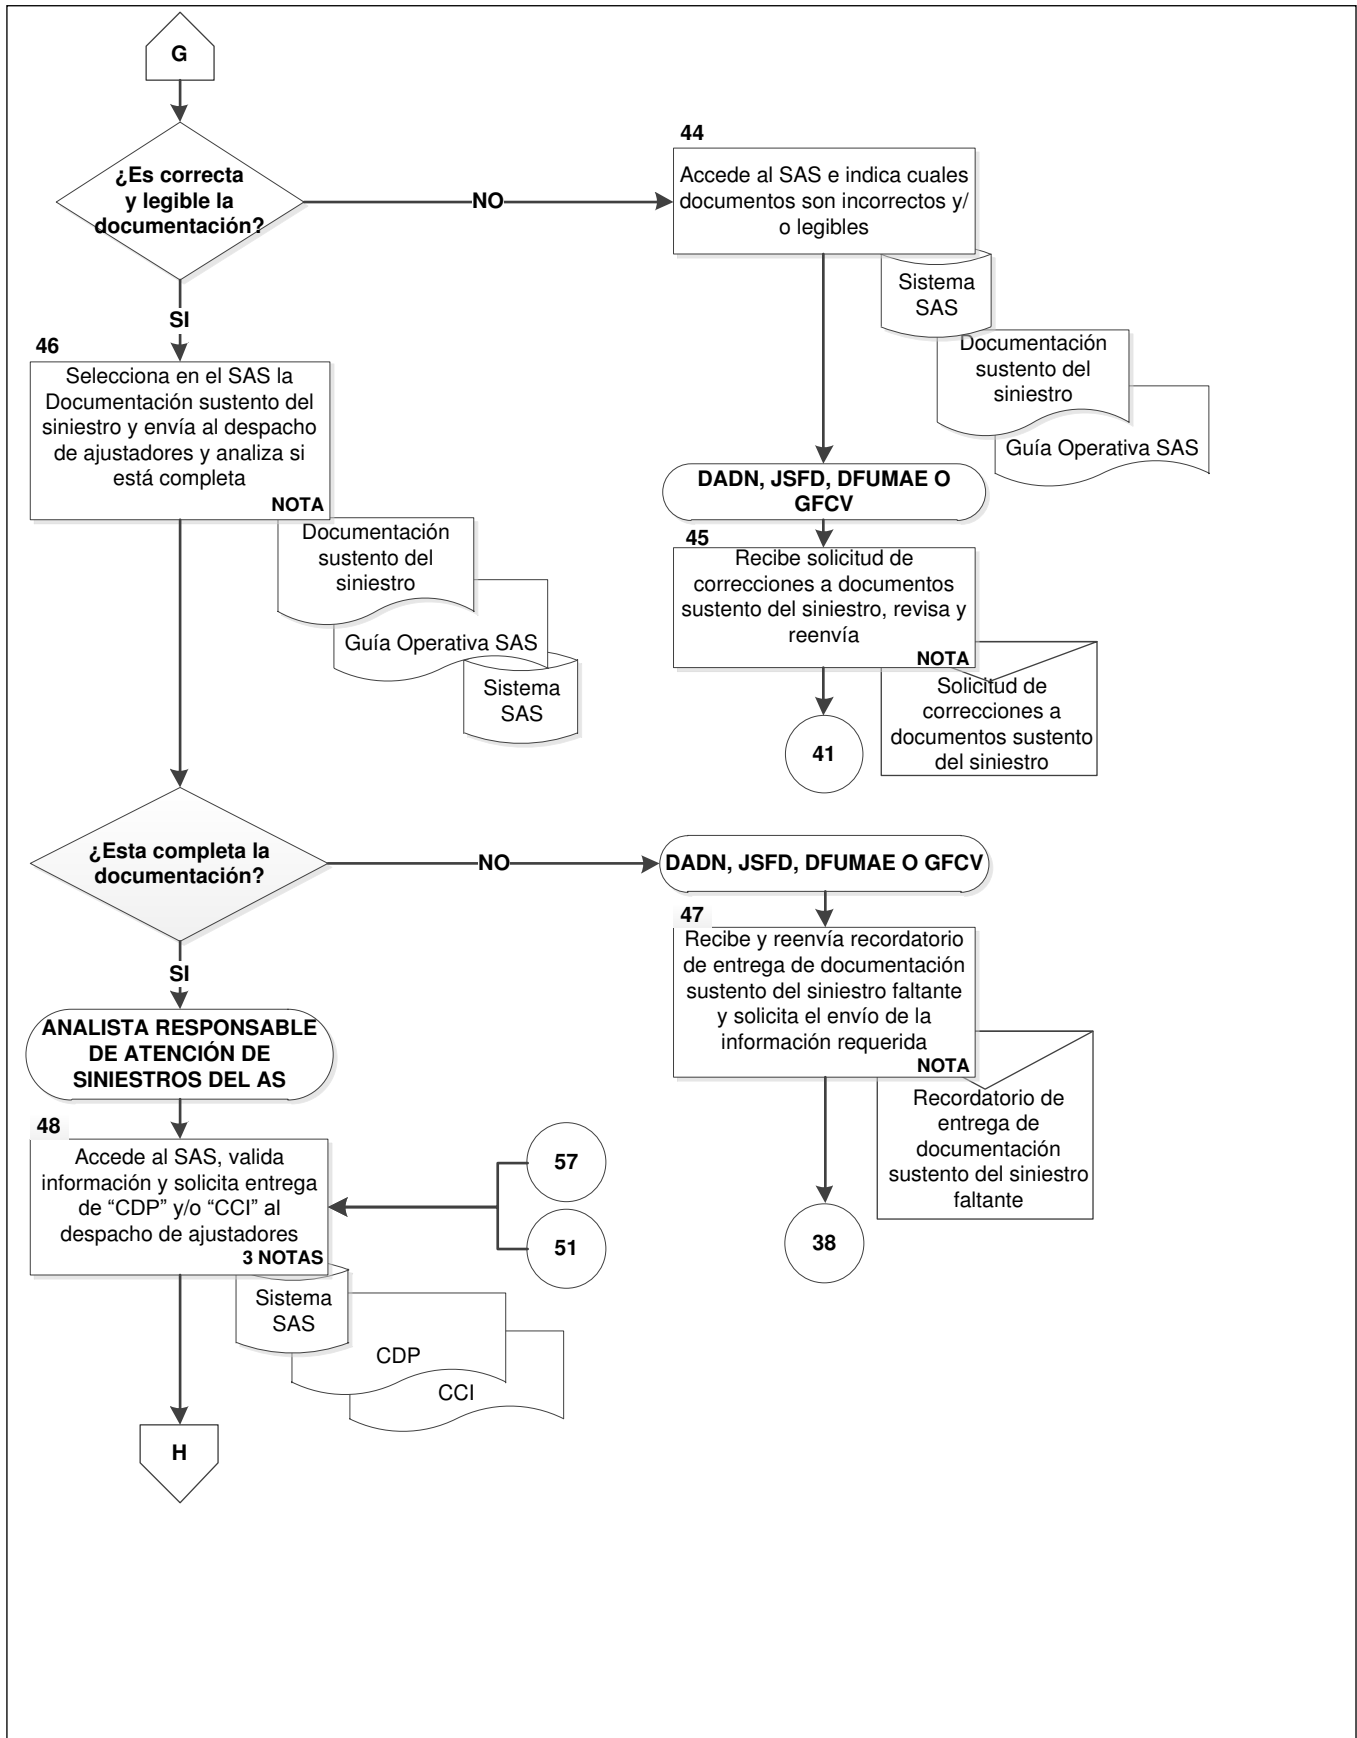 G
¿Es correcta
y legible la
documentación?
NO
44
Accede al SAS e indica cuales
documentos son incorrectos y/
o legibles
Sistema
SAS
Documentación
sustento del
siniestro
Guía Operativa SAS
DADN, JSFD, DFUMAE O
GFCV
45
Recibe solicitud de
correcciones a documentos
sustento del siniestro, revisa y
reenvía
NOTA
Solicitud de
correcciones a
documentos sustento
del siniestro
41
SI
46
Selecciona en el SAS la
Documentación sustento del
siniestro y envía al despacho
de ajustadores y analiza si
está completa
NOTA
Documentación
sustento del
siniestro
Guía Operativa SAS
Sistema
SAS
¿Esta completa la
documentación?
NO
DADN, JSFD, DFUMAE O GFCV
47
Recibe y reenvía recordatorio
de entrega de documentación
sustento del siniestro faltante
y solicita el envío de la
información requerida
NOTA
Recordatorio de
entrega de
documentación
sustento del siniestro
faltante
38
SI
ANALISTA RESPONSABLE
DE ATENCIÓN DE
SINIESTROS DEL AS
48
Accede al SAS, valida
información y solicita entrega
de “CDP” y/o “CCI” al
despacho de ajustadores
3 NOTAS
57
51
Sistema
SAS
CDP
CCI
H